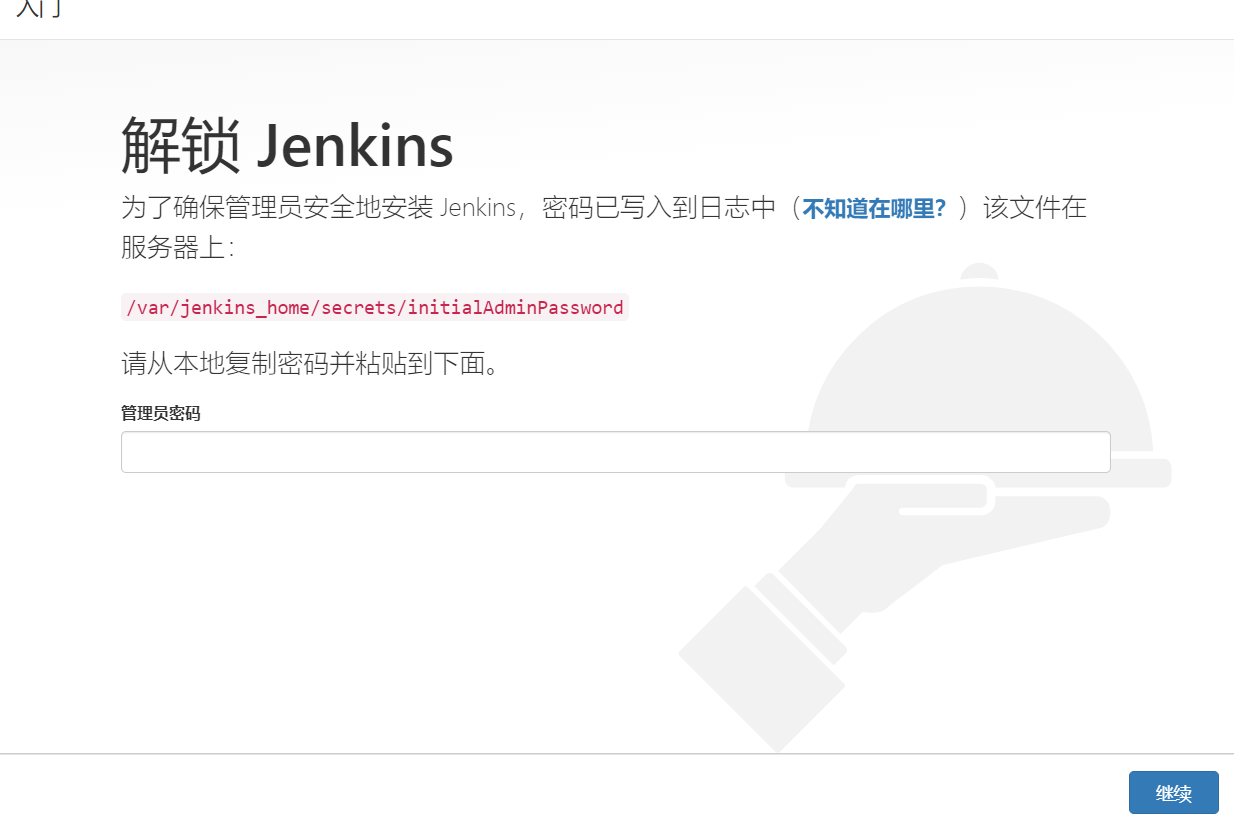 入门
解锁 Jenkins
为了确保管理员安全地安装 Jenkins，密码已写入到日志中（不知道在哪里？）该文件在
服务器上：
/var/jenkins_home/secrets/initialAdminPassword
请从本地复制密码并粘贴到下面。
管理员密码
继续